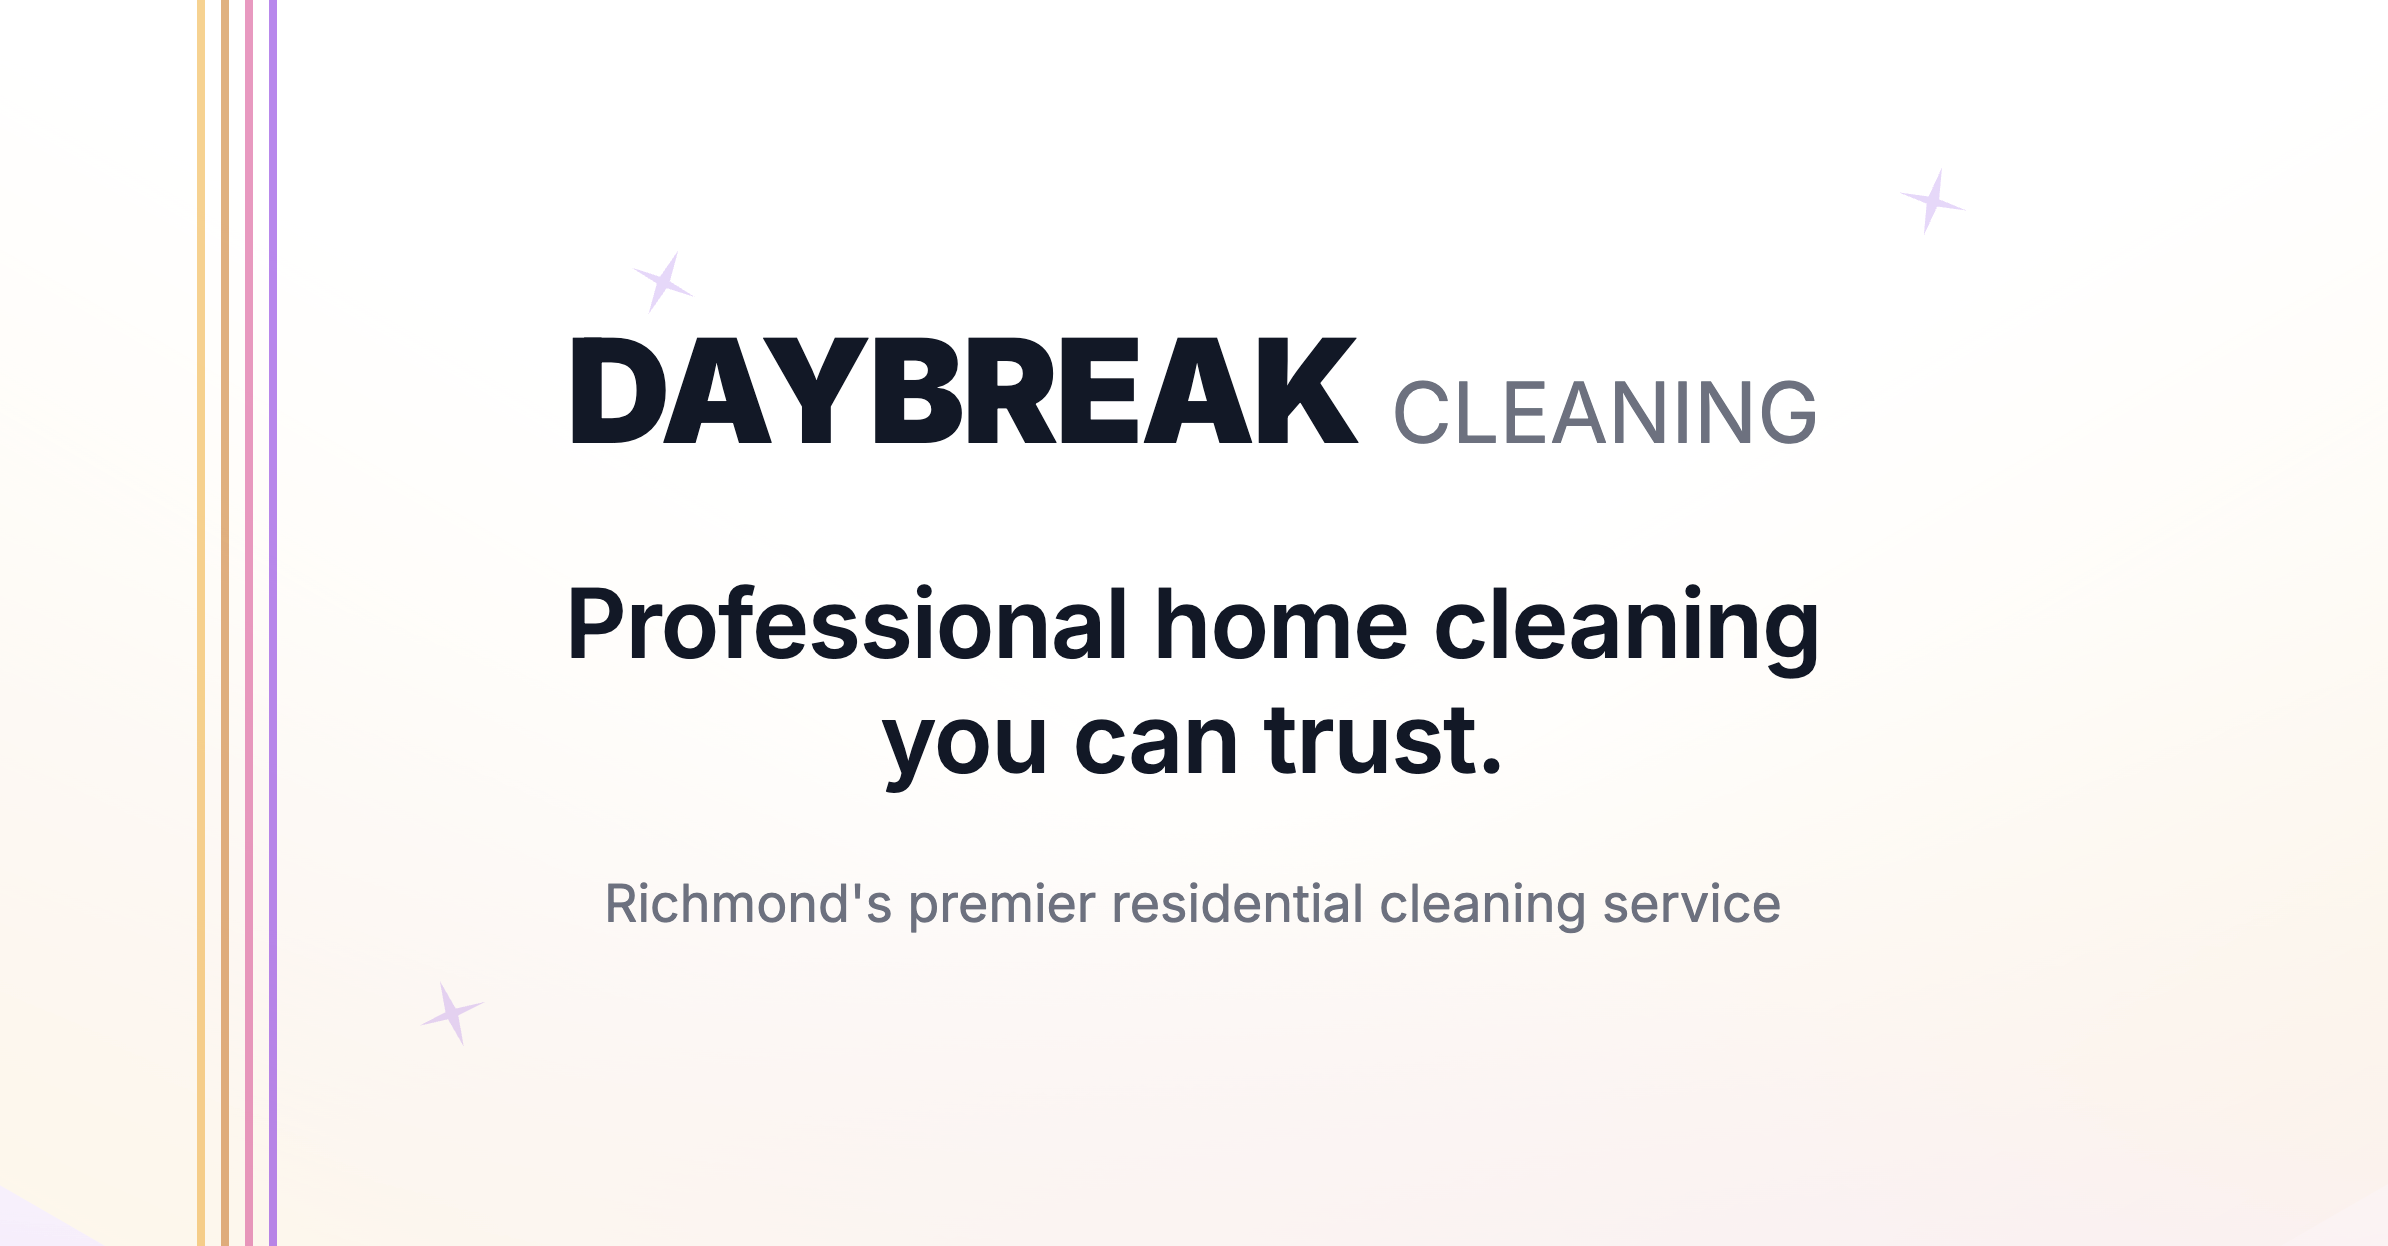 DAYBREAK CLEANING
Professional home cleaning
you can trust.
Richmond's premier residential cleaning service